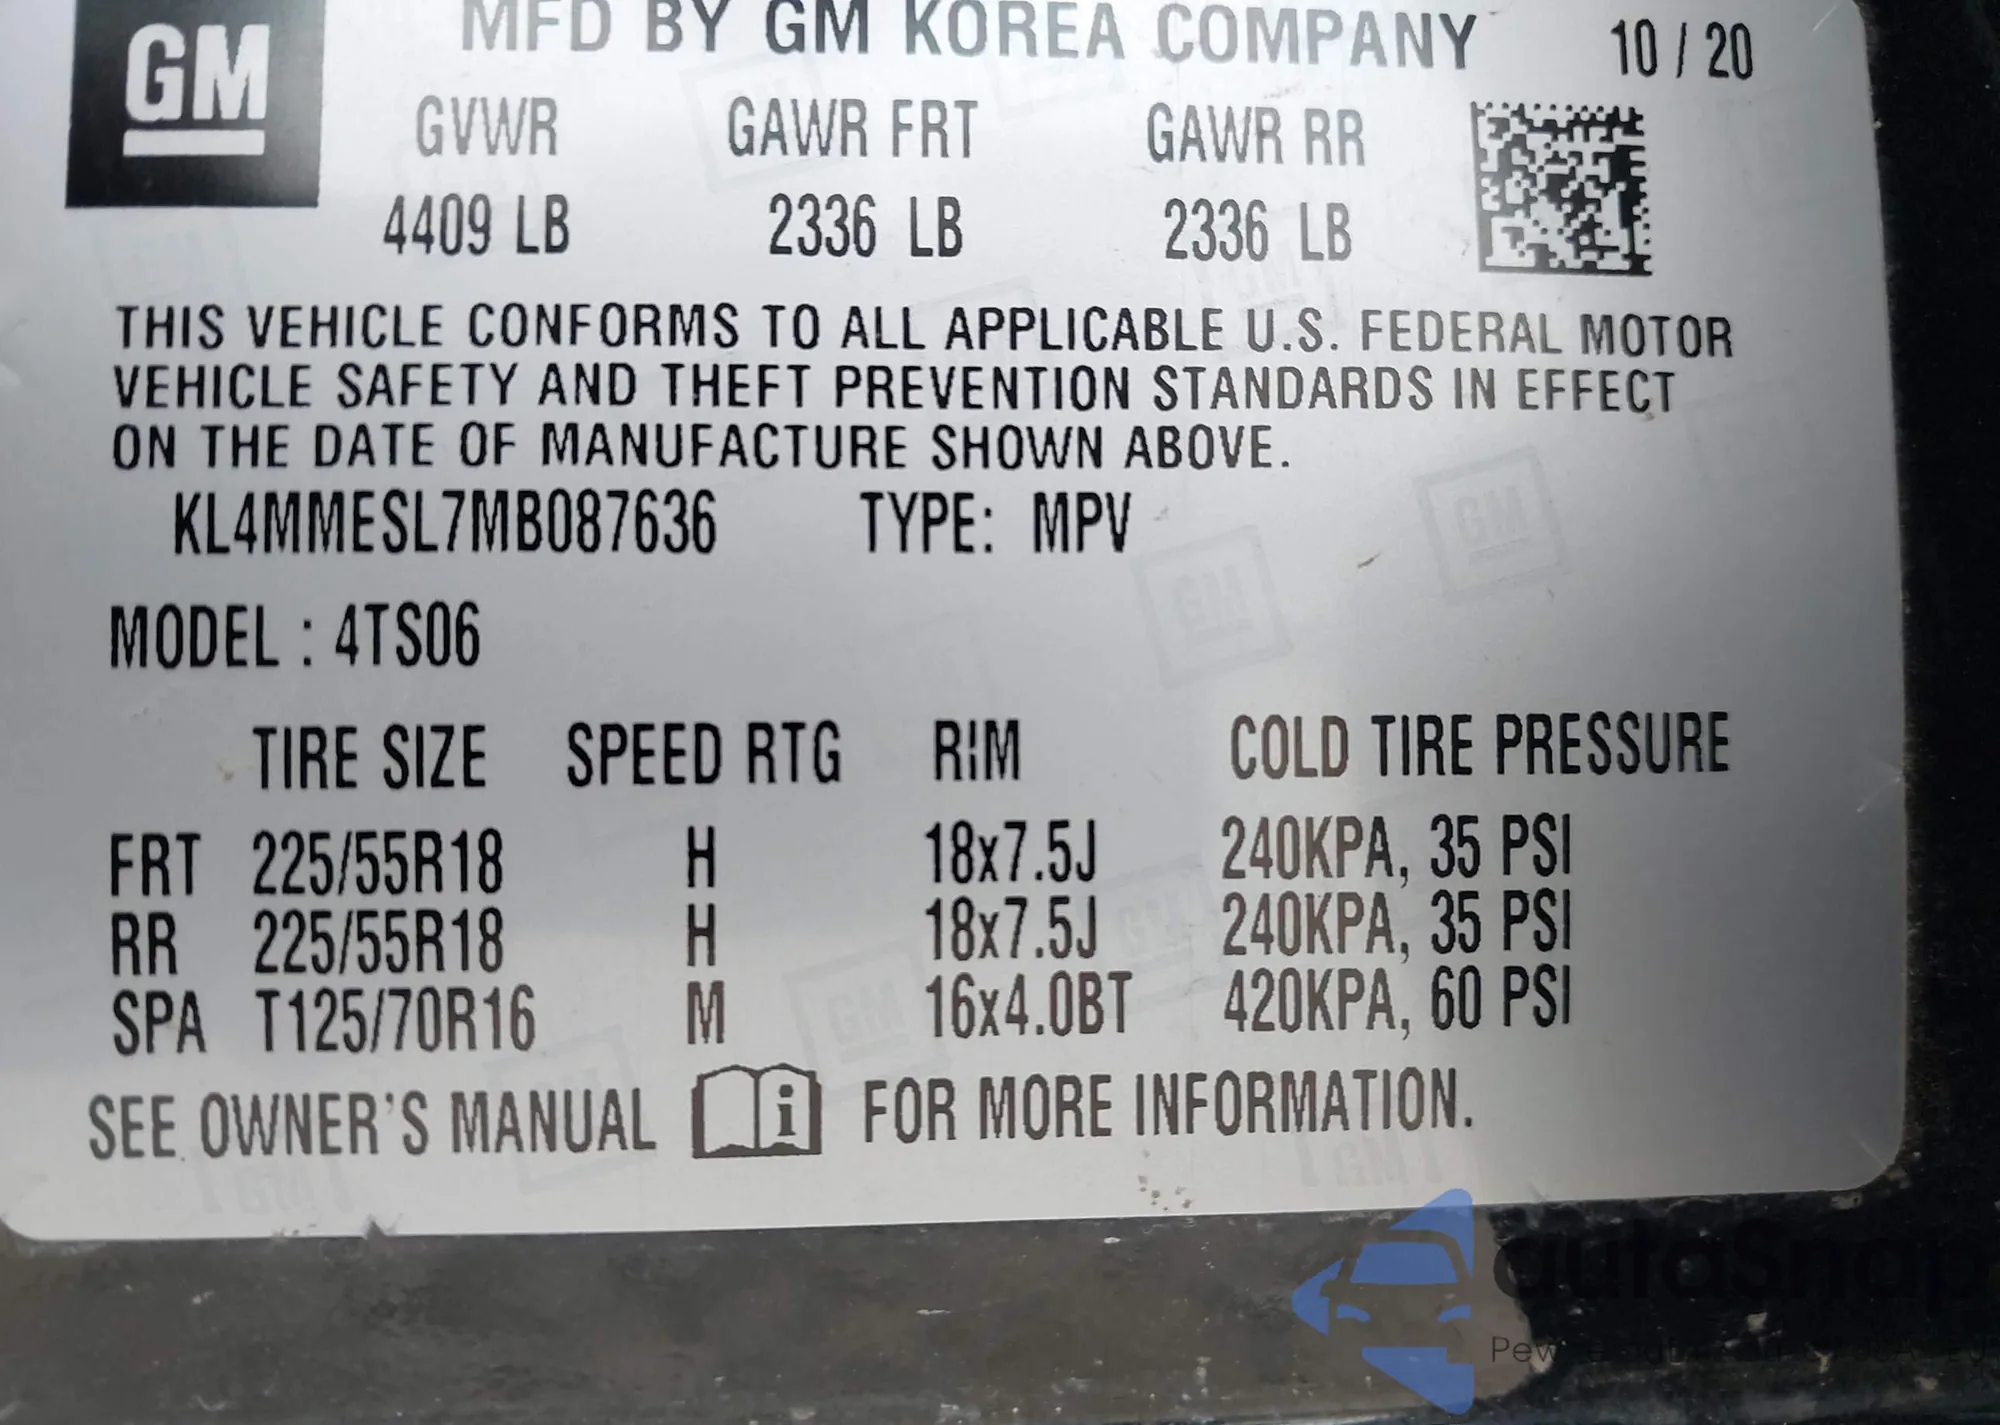 GM
MFD BY GM KOREA COMPANY 10 / 20
GVWR GAWR FRT GAWR RR
4409 LB 2336 LB 2336 LB
THIS VEHICLE CONFORMS TO ALL APPLICABLE U.S. FEDERAL MOTOR
VEHICLE SAFETY AND THEFT PREVENTION STANDARDS IN EFFECT
ON THE DATE OF MANUFACTURE SHOWN ABOVE.
KL4MMESL7MB087636 TYPE: MPV
MODEL : 4TS06
TIRE SIZE SPEED RTG RIM COLD TIRE PRESSURE
FRT 225/55R18 H 18x7.5J 240KPA, 35 PSI
RR 225/55R18 H 18x7.5J 240KPA, 35 PSI
SPA T125/70R16 M 16x4.0BT 420KPA, 60 PSI
SEE OWNER'S MANUAL i FOR MORE INFORMATION.
autoSnap